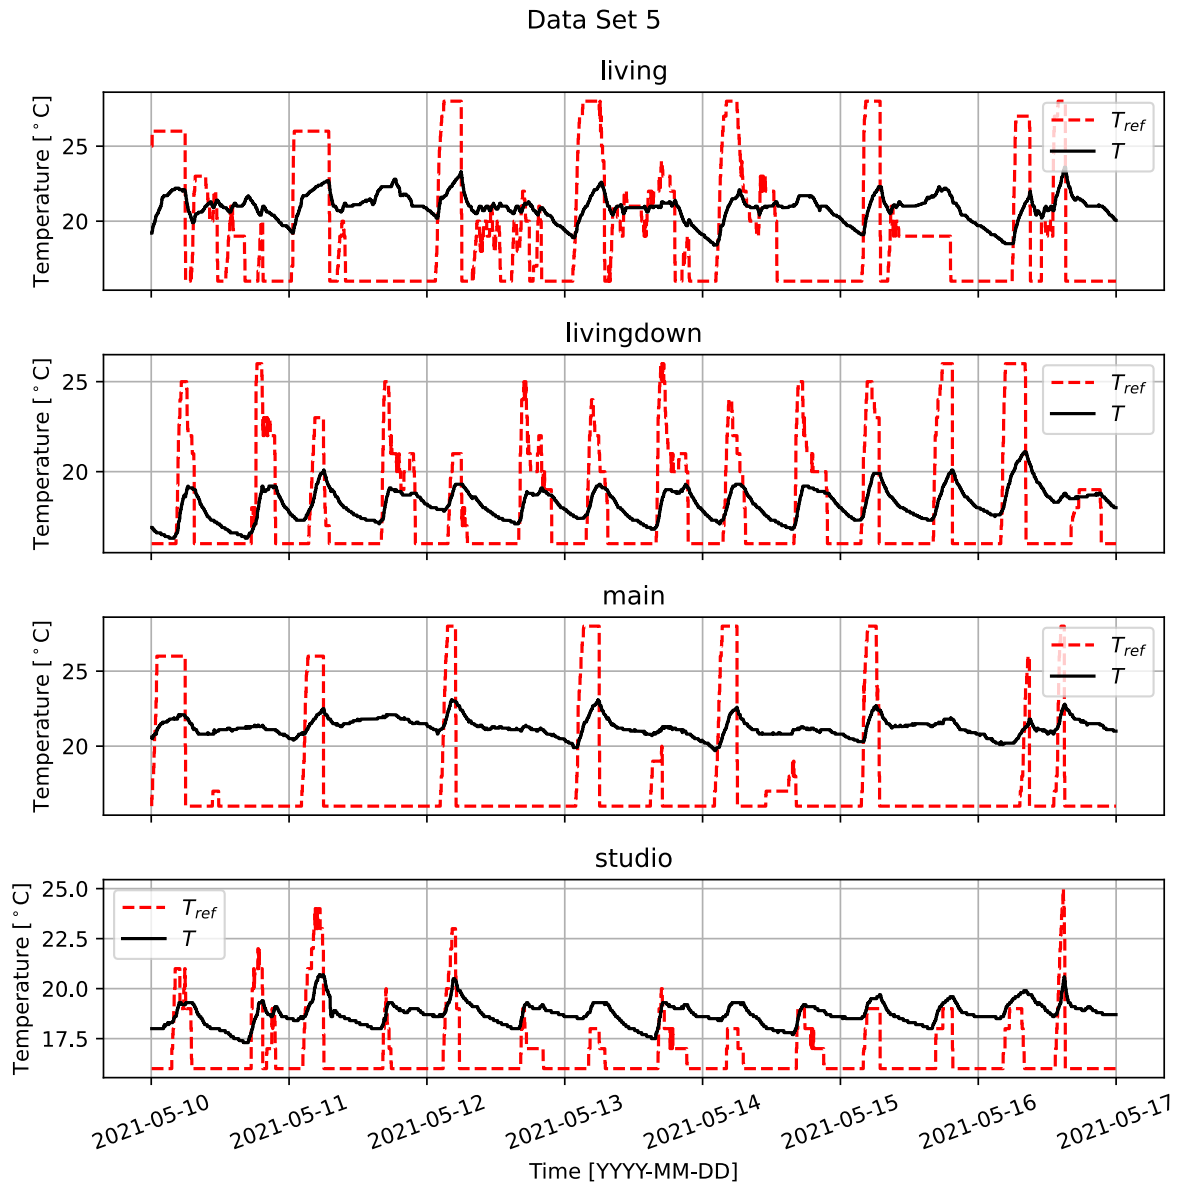 Data Set 5
living
Temperature [°C]
25
20
T_ref
T
livingdown
Temperature [°C]
25
20
T_ref
T
main
Temperature [°C]
25
20
T_ref
T
studio
Temperature [°C]
25.0
22.5
20.0
17.5
T_ref
T
2021-05-10
2021-05-11
2021-05-12
2021-05-13
2021-05-14
2021-05-15
2021-05-16
2021-05-17
Time [YYYY-MM-DD]